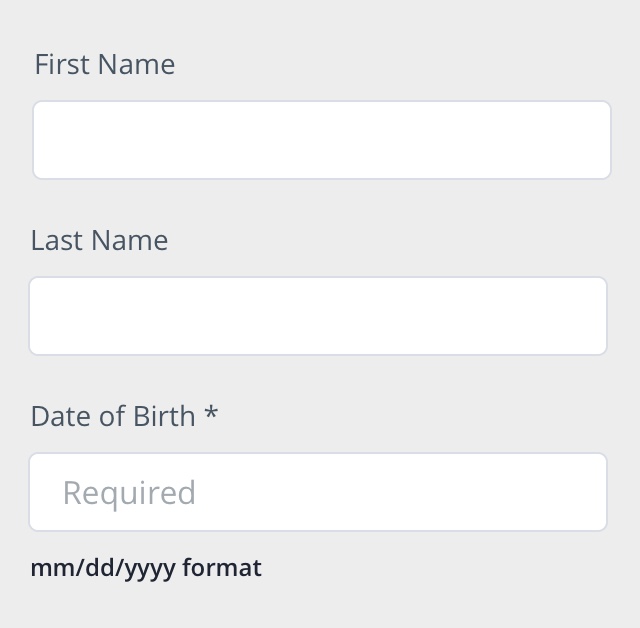 First Name
Last Name
Date of Birth *
Required
mm/dd/yyyy format